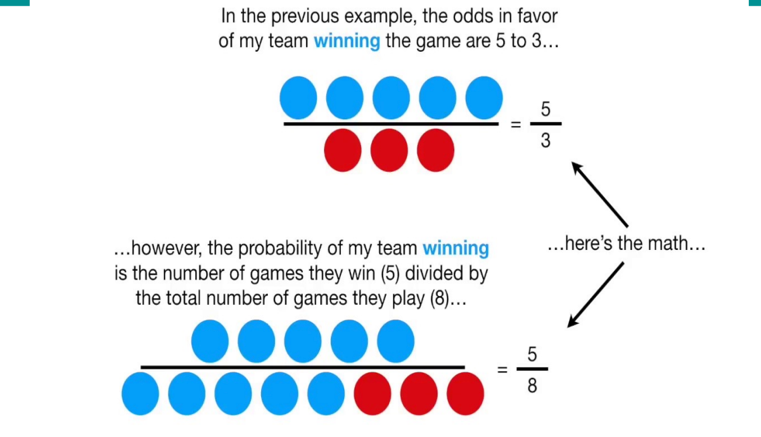 In the previous example, the odds in favor
of my team winning the game are 5 to 3…
= 5
3
…here's the math…
…however, the probability of my team winning
is the number of games they win (5) divided by
the total number of games they play (8)…
= 5
8